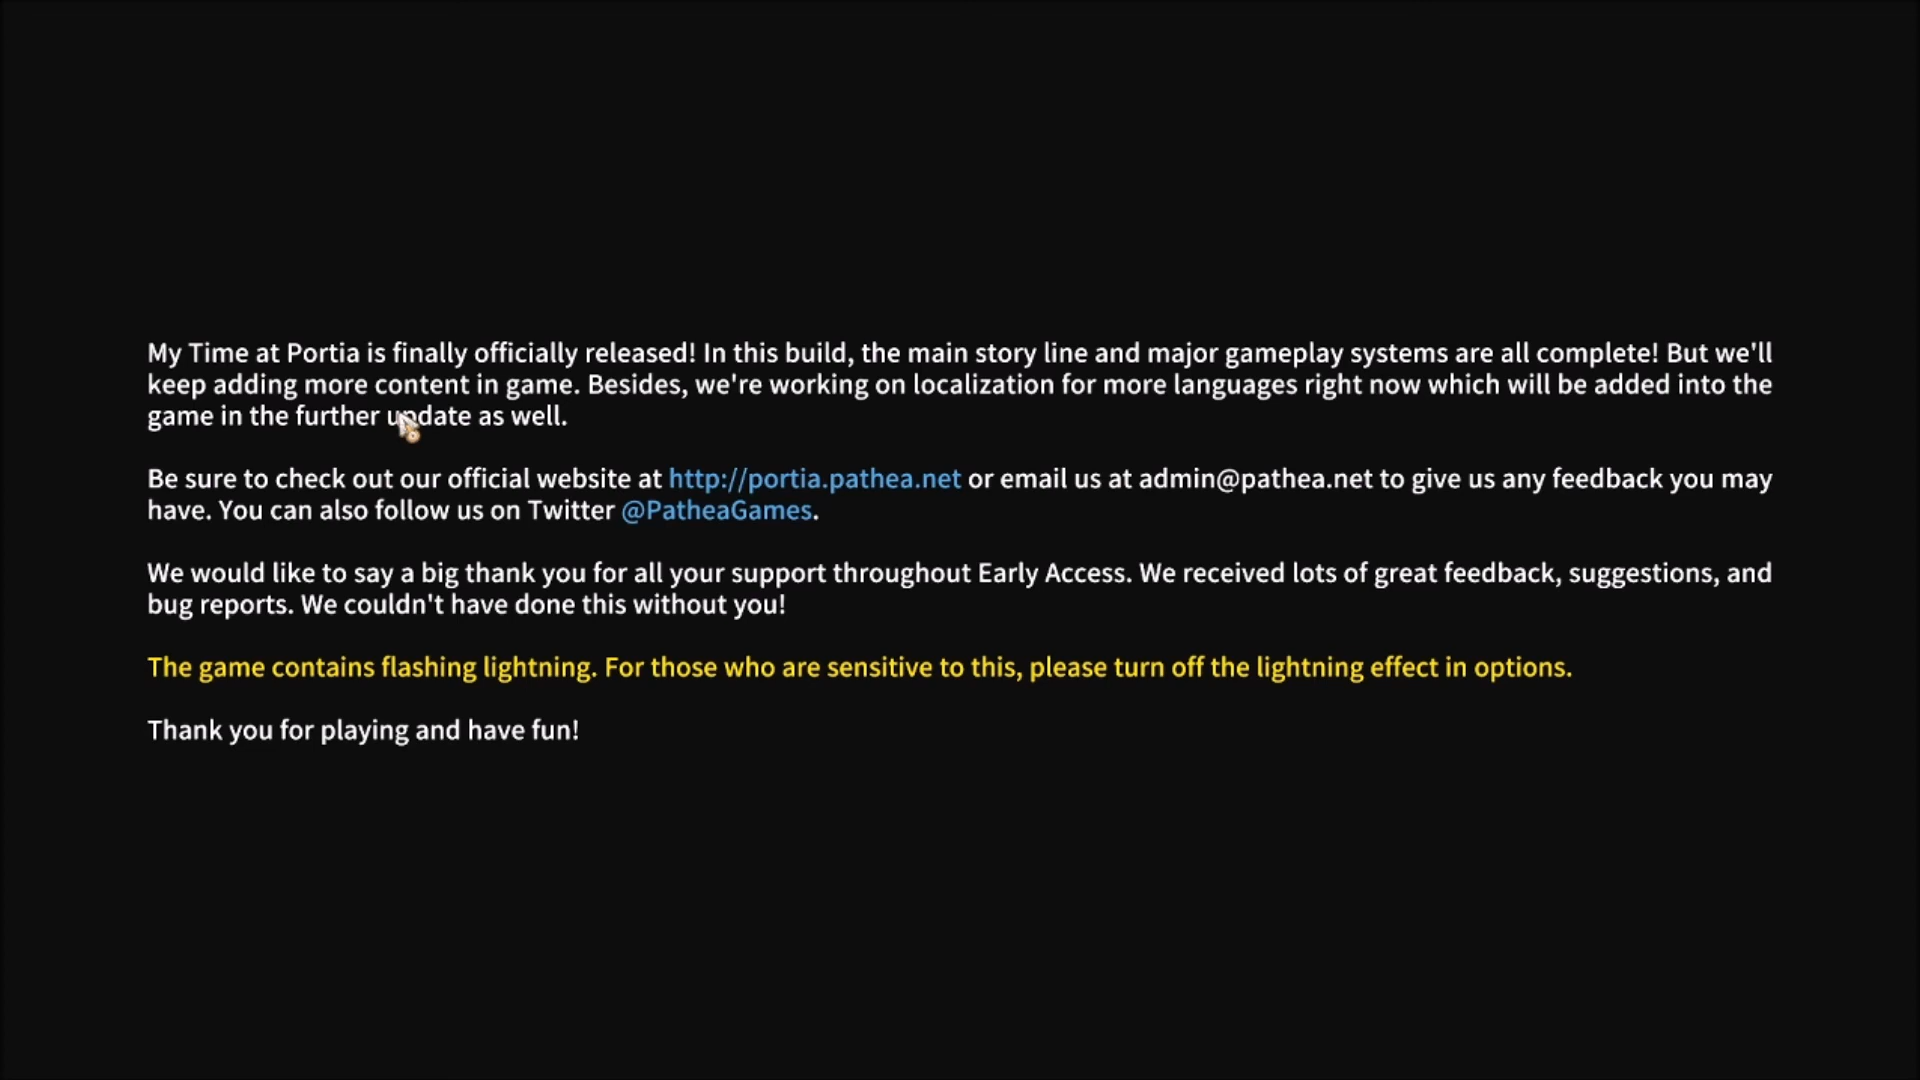 My Time at Portia is finally officially released! In this build, the main story line and major gameplay systems are all complete! But we'll
keep adding more content in game. Besides, we're working on localization for more languages right now which will be added into the
game in the further update as well.
Be sure to check out our official website at http://portia.pathea.net or email us at admin@pathea.net to give us any feedback you may
have. You can also follow us on Twitter @PatheaGames.
We would like to say a big thank you for all your support throughout Early Access. We received lots of great feedback, suggestions, and
bug reports. We couldn't have done this without you!
The game contains flashing lightning. For those who are sensitive to this, please turn off the lightning effect in options.
Thank you for playing and have fun!